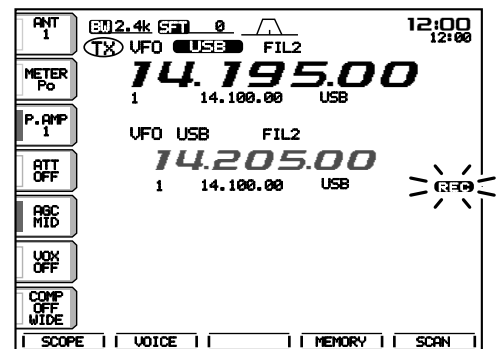 ANT
1
BW 2.4k SFT 0
12:00
12:00
TX VFO USB FIL2
METER
Po
14.195.00
1 14.100.00 USB
P.AMP
1
VFO USB FIL2
14.205.00
ATT
OFF
1 14.100.00 USB
REC
AGC
MID
VOX
OFF
COMP
OFF
WIDE
SCOPE VOICE MEMORY SCAN